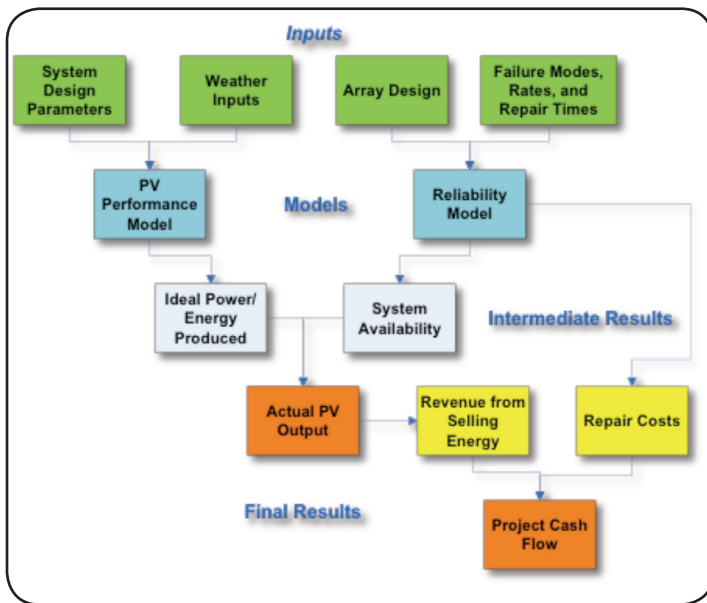 Inputs
System
Design
Parameters
Weather
Inputs
Array Design
Failure Modes,
Rates, and
Repair Times
PV
Performance
Model
Models
Reliability
Model
Ideal Power/
Energy
Produced
System
Availability
Intermediate Results
Actual PV
Output
Revenue from
Selling
Energy
Repair Costs
Final Results
Project Cash
Flow